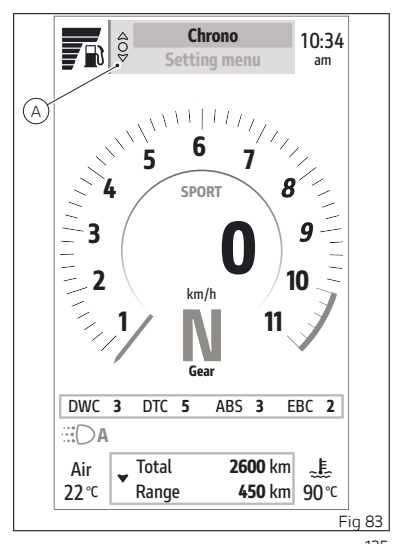 Chrono
10:34
Setting menu
am
A
6
5
7
4
8
SPORT
3
0
9
2
10
km/h
1
N
11
Gear
DWC 3 DTC 5 ABS 3 EBC 2
A
Air
Total 2600 km
22 °C
Range 450 km
90 °C
Fig 83